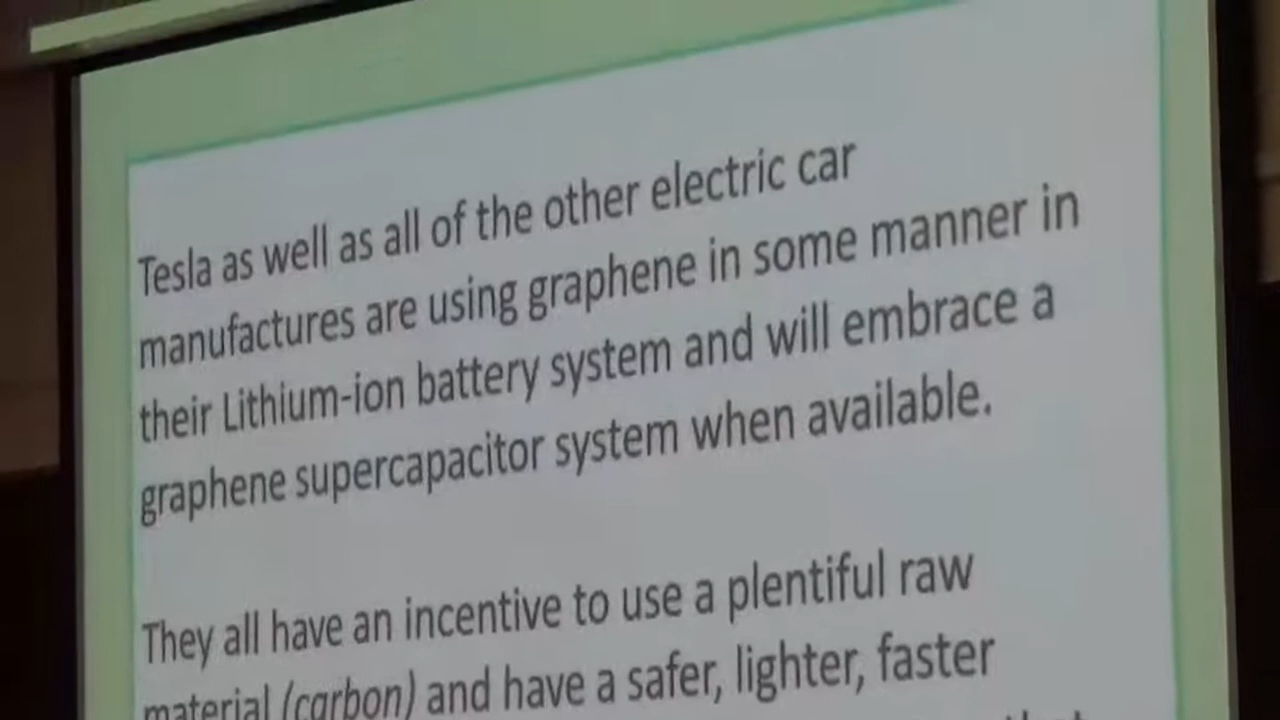 Tesla as well as all of the other electric car
manufactures are using graphene in some manner in
their Lithium-ion battery system and will embrace a
graphene supercapacitor system when available.
They all have an incentive to use a plentiful raw
material (carbon) and have a safer, lighter, faster